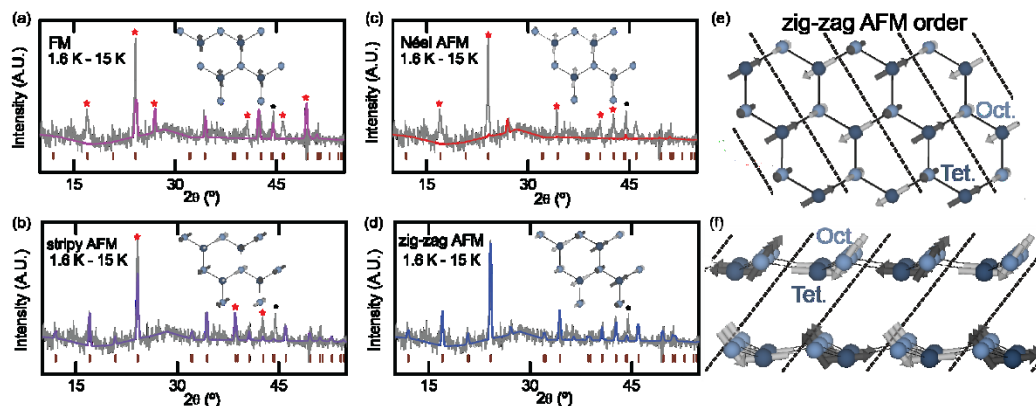 (a)
FM
1.6 K - 15 K
Intensity (A.U.)
15
30
45
2θ (º)
(c)
Néel AFM
1.6 K - 15 K
Intensity (A.U.)
15
30
45
2θ (º)
(e)
zig-zag AFM order
Oct.
Tet.
(b)
stripy AFM
1.6 K - 15 K
Intensity (A.U.)
15
30
45
2θ (º)
(d)
zig-zag AFM
1.6 K - 15 K
Intensity (A.U.)
15
30
45
2θ (º)
(f)
Oct.
Tet.